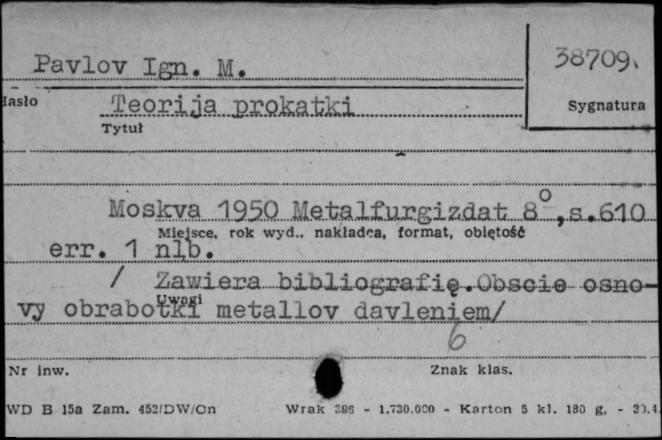 Pavlov Ign. M.
38709.
Hasło
Teorija prokatki
Sygnatura
Tytuł
Moskva 1950 Metalfurgizdat 8°, s.610
Miejsce, rok wyd., nakładca, format, objętość
err. 1 nlb.
/ Zawiera bibliografię. Obscie osno-
Uwagi
vy obrabotki metallov davleniem/
6
Nr inw.
Znak klas.
WD B 15a Zam. 452/DW/On
Wrak 386 - 1.730.000 - Karton 5 kl. 180 g. - 30.4.